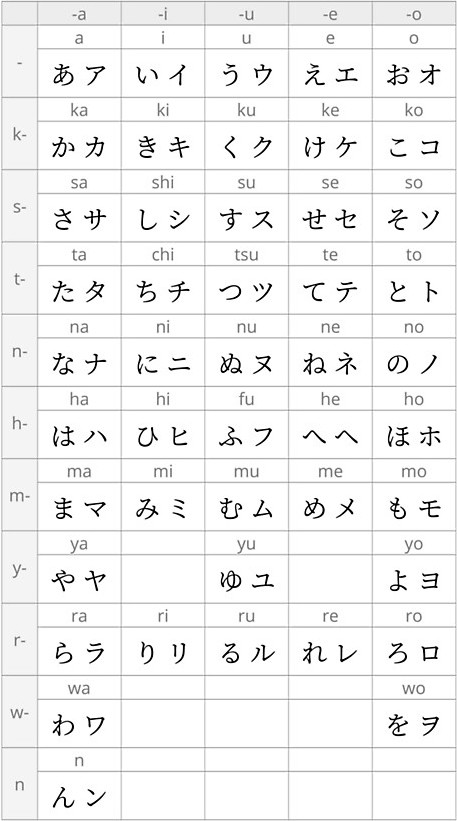 -a -i -u -e -o
a i u e o
- あ ア い イ う ウ え エ お オ
ka ki ku ke ko
k- か カ き キ く ク け ケ こ コ
sa shi su se so
s- さ サ し シ す ス せ セ そ ソ
ta chi tsu te to
t- た タ ち チ つ ツ て テ と ト
na ni nu ne no
n- な ナ に ニ ぬ ヌ ね ネ の ノ
ha hi fu he ho
h- は ハ ひ ヒ ふ フ へ ヘ ほ ホ
ma mi mu me mo
m- ま マ み ミ む ム め メ も モ
ya yu yo
y- や ヤ ゆ ユ よ ヨ
ra ri ru re ro
r- ら ラ り リ る ル れ レ ろ ロ
wa wo
w- わ ワ を ヲ
n
n ん ン